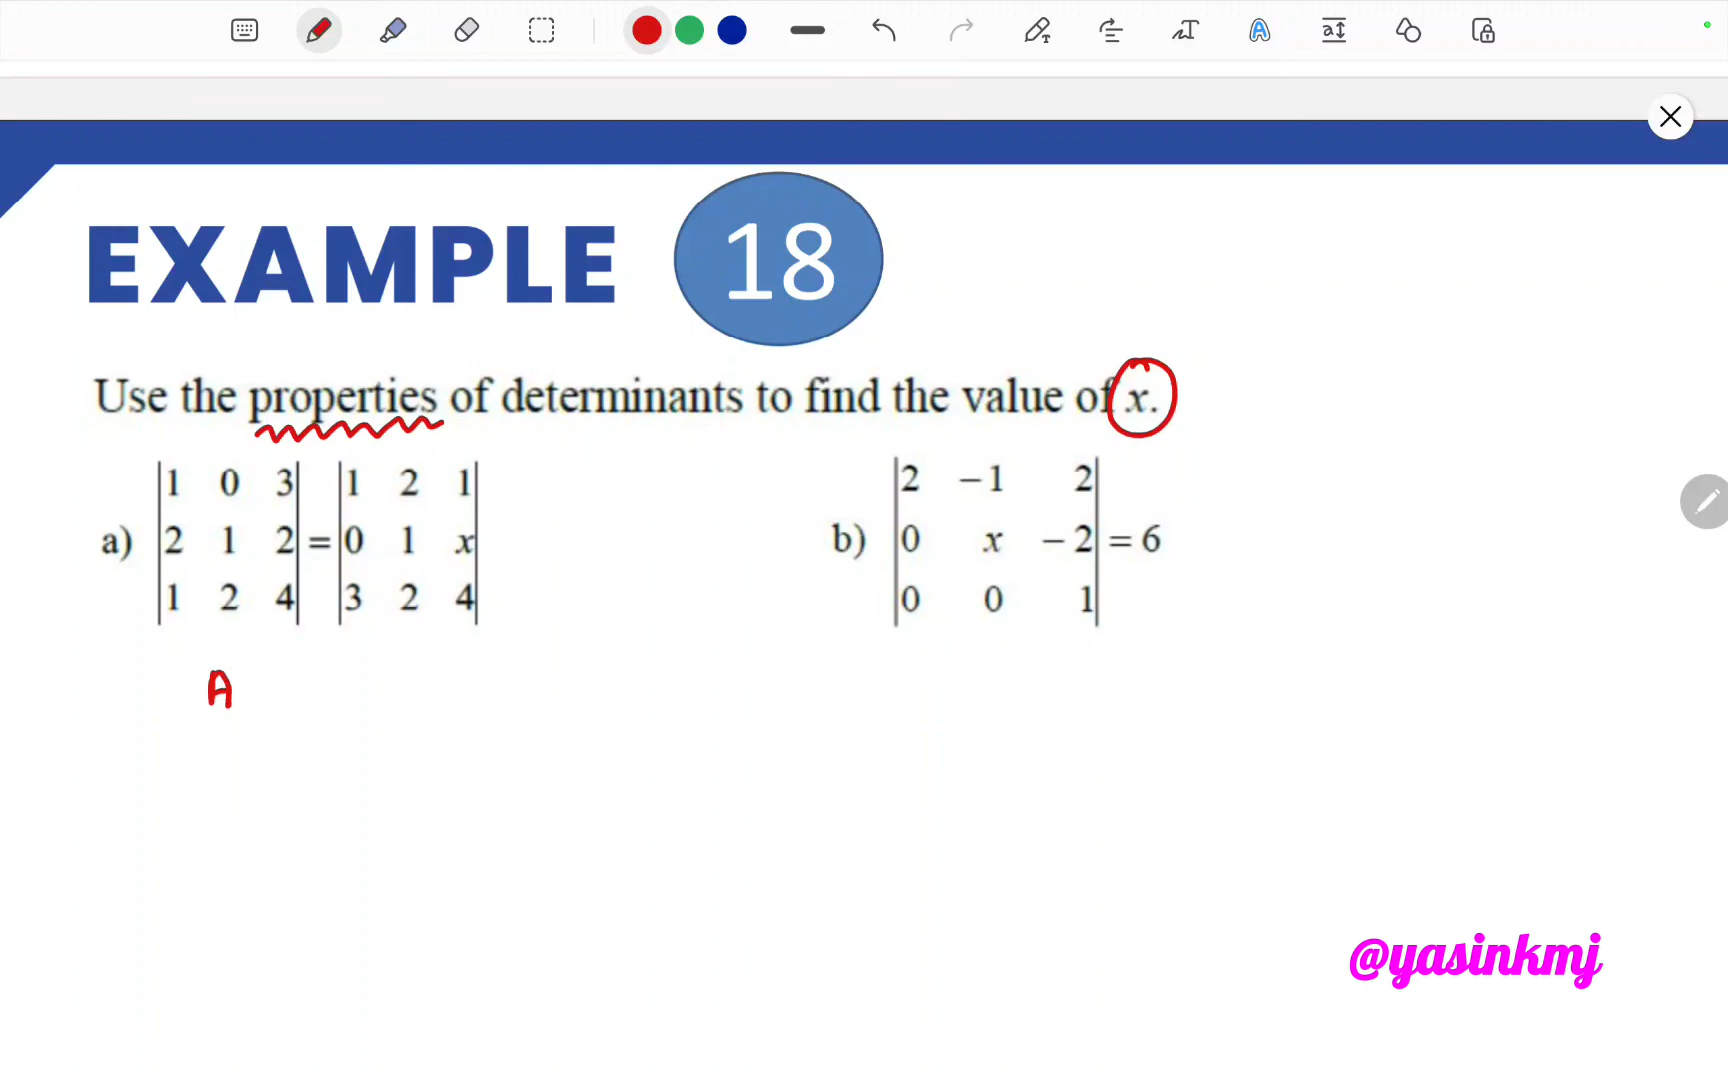 EXAMPLE 18
Use the properties of determinants to find the value of x.
a) |1 0 3| = |1 2 1|
|2 1 2| |0 1 x|
|1 2 4| |3 2 4|
b) |2 −1 2|
|0 x −2| = 6
|0 0 1|
A
@yasinkmj